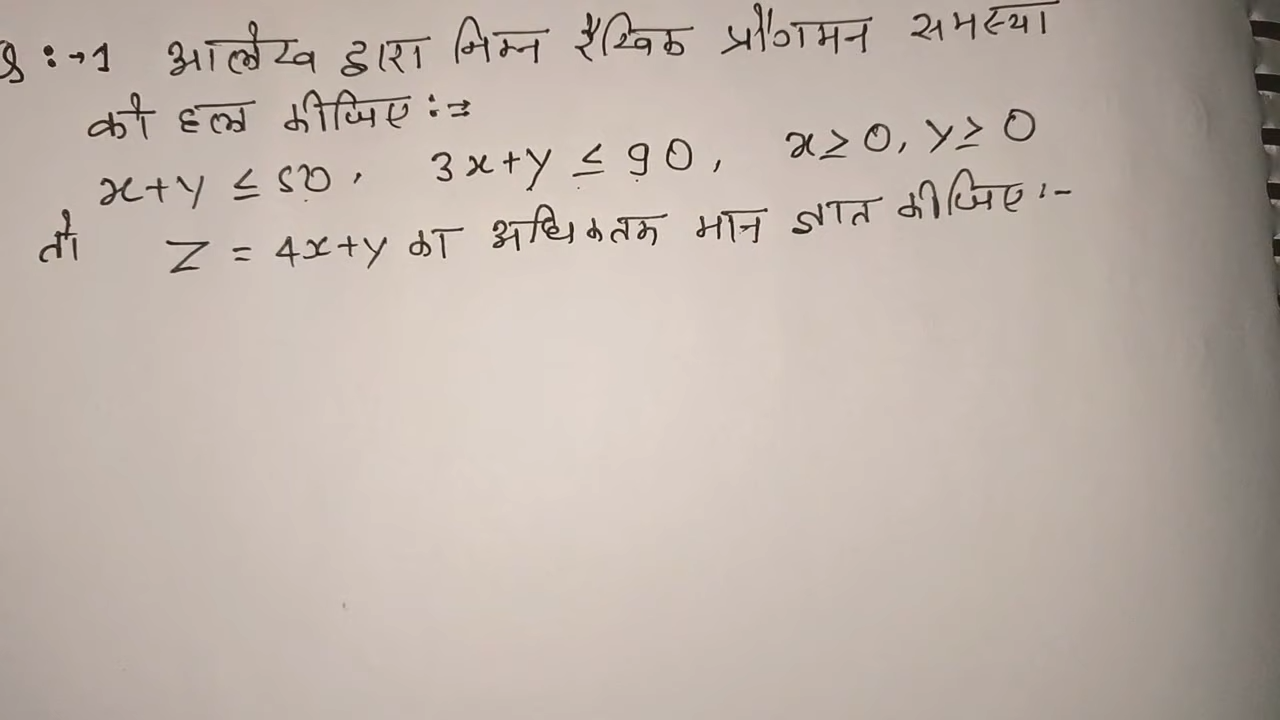 Q :→1 आलेख द्वारा निम्न रैखिक प्रोगामन समस्या
को हल कीजिए :⇒
x+y ≤ 50, 3x+y ≤ 90, x≥0, y≥0
तो Z = 4x+y का अधिकतम मान ज्ञात कीजिए :-